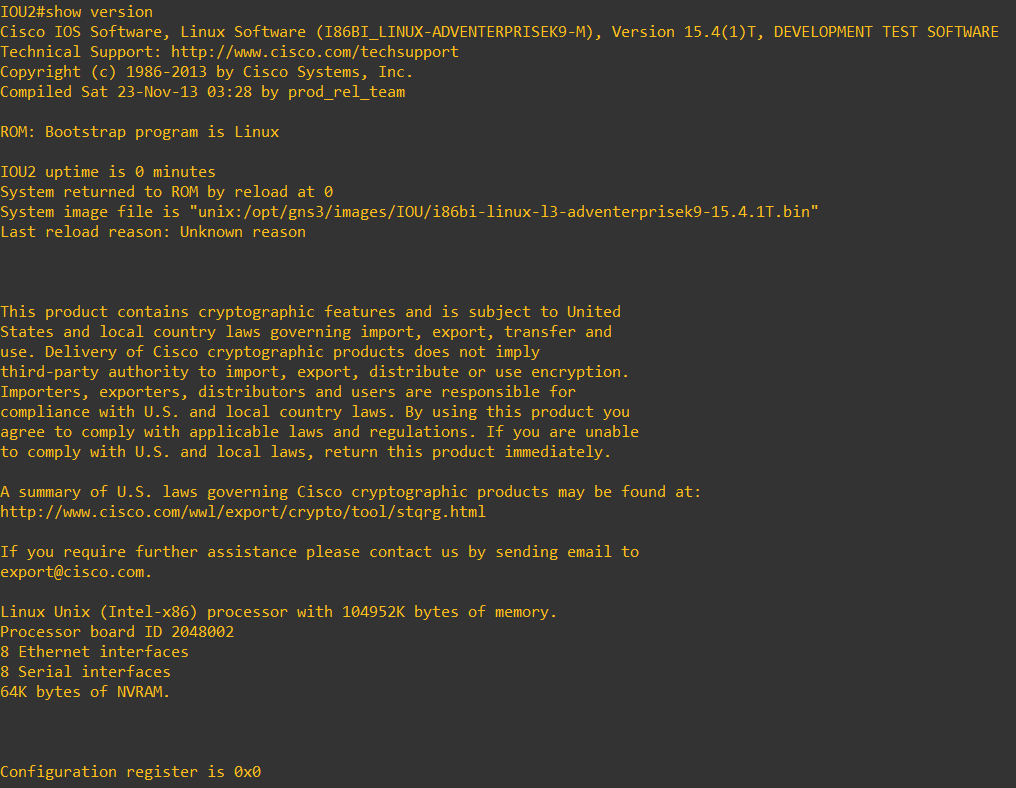 IOU2#show version
Cisco IOS Software, Linux Software (I86BI_LINUX-ADVENTERPRISEK9-M), Version 15.4(1)T, DEVELOPMENT TEST SOFTWARE
Technical Support: http://www.cisco.com/techsupport
Copyright (c) 1986-2013 by Cisco Systems, Inc.
Compiled Sat 23-Nov-13 03:28 by prod_rel_team
ROM: Bootstrap program is Linux
IOU2 uptime is 0 minutes
System returned to ROM by reload at 0
System image file is "unix:/opt/gns3/images/IOU/i86bi-linux-l3-adventerprisek9-15.4.1T.bin"
Last reload reason: Unknown reason
This product contains cryptographic features and is subject to United
States and local country laws governing import, export, transfer and
use. Delivery of Cisco cryptographic products does not imply
third-party authority to import, export, distribute or use encryption.
Importers, exporters, distributors and users are responsible for
compliance with U.S. and local country laws. By using this product you
agree to comply with applicable laws and regulations. If you are unable
to comply with U.S. and local laws, return this product immediately.
A summary of U.S. laws governing Cisco cryptographic products may be found at:
http://www.cisco.com/wwl/export/crypto/tool/stqrg.html
If you require further assistance please contact us by sending email to
export@cisco.com.
Linux Unix (Intel-x86) processor with 104952K bytes of memory.
Processor board ID 2048002
8 Ethernet interfaces
8 Serial interfaces
64K bytes of NVRAM.
Configuration register is 0x0